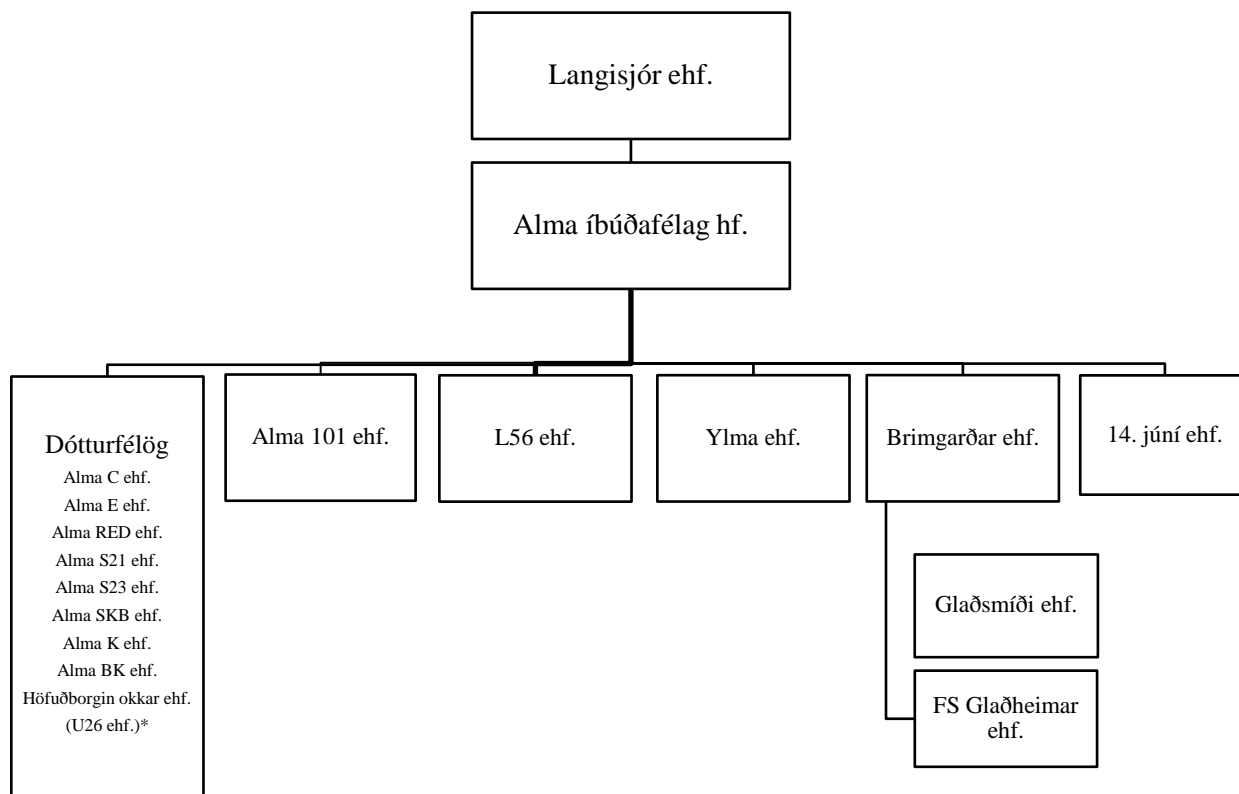 Langisjór ehf.
Alma íbúðafélag hf.
Dótturfélög
Alma C ehf.
Alma E ehf.
Alma RED ehf.
Alma S21 ehf.
Alma S23 ehf.
Alma SKB ehf.
Alma K ehf.
Alma BK ehf.
Höfuðborgin okkar ehf.
(U26 ehf.)*
Alma 101 ehf.
L56 ehf.
Ylma ehf.
Brimgarðar ehf.
14. júní ehf.
Glaðsmíði ehf.
FS Glaðheimar
ehf.